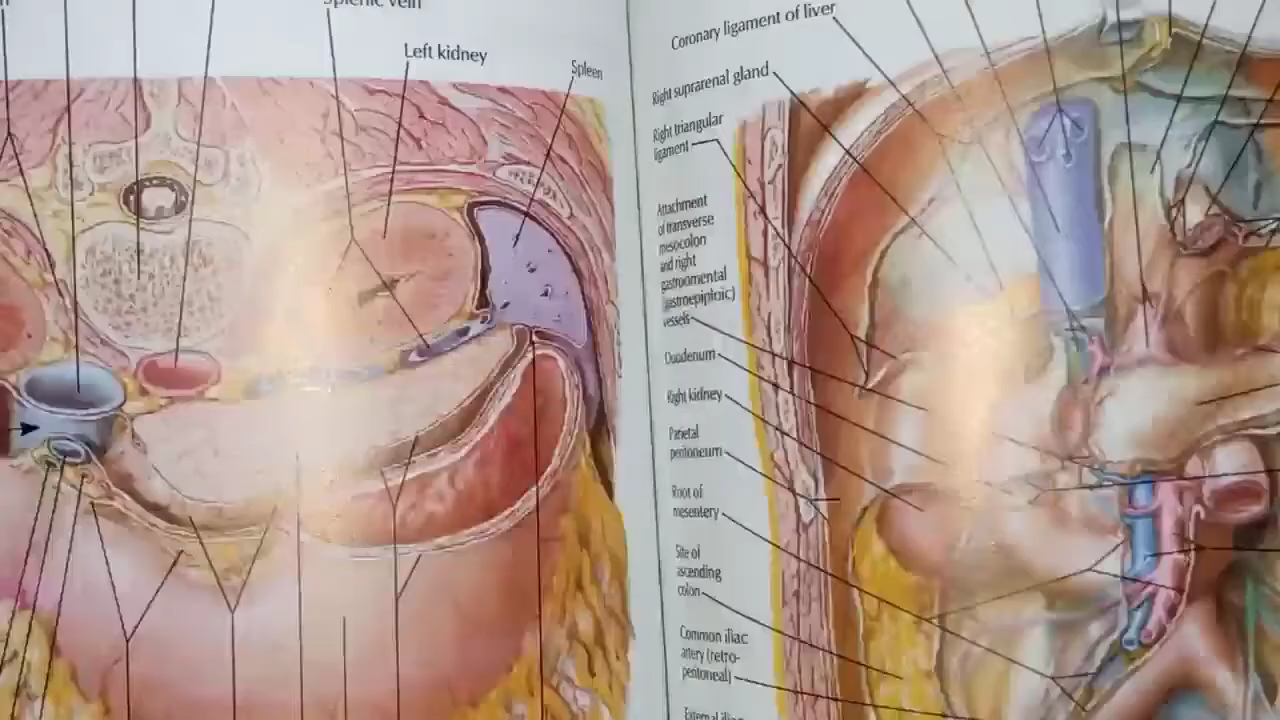 Splenic vein
Left kidney
Spleen
Coronary ligament of liver
Right suprarenal gland
Right triangular
ligament
Attachment
of transverse
mesocolon
and right
gastroomental
(gastroepiploic)
vessels
Duodenum
Right kidney
Parietal
peritoneum
Root of
mesentery
Site of
ascending
colon
Common iliac
artery (retro-
peritoneal)
External iliac